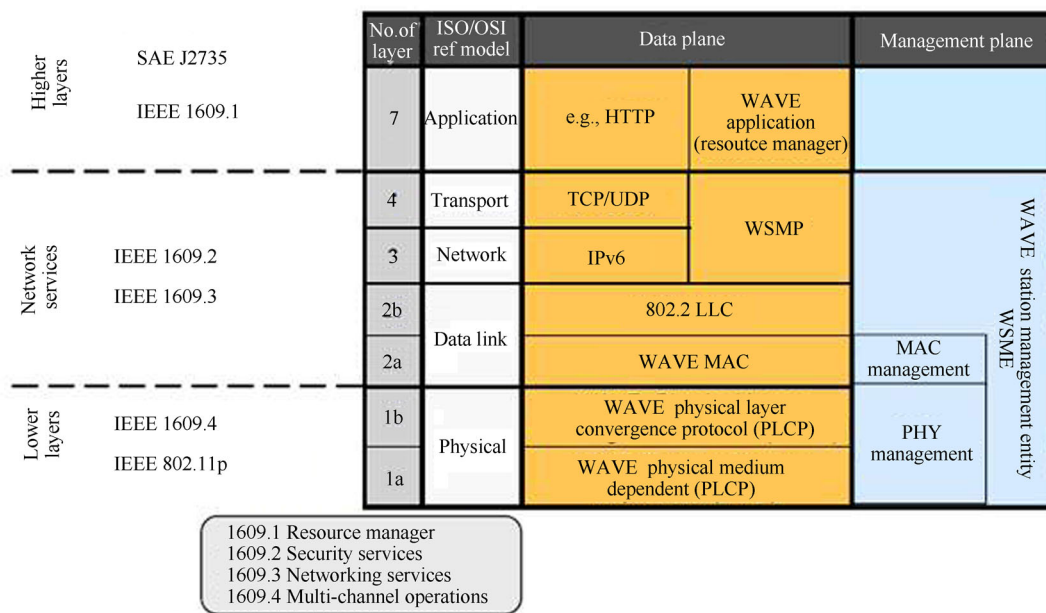 Higher
layers
SAE J2735
IEEE 1609.1
Network
services
IEEE 1609.2
IEEE 1609.3
Lower
layers
IEEE 1609.4
IEEE 802.11p
No.of
layer
ISO/OSI
ref model
Data plane
Management plane
7
Application
e.g., HTTP
WAVE
application
(resoutce manager)
4
Transport
TCP/UDP
WSMP
3
Network
IPv6
2b
Data link
802.2 LLC
2a
WAVE MAC
MAC
management
1b
Physical
WAVE physical layer
convergence protocol (PLCP)
PHY
management
1a
WAVE physical medium
dependent (PLCP)
WAVE station management entity
WSME
1609.1 Resource manager
1609.2 Security services
1609.3 Networking services
1609.4 Multi-channel operations